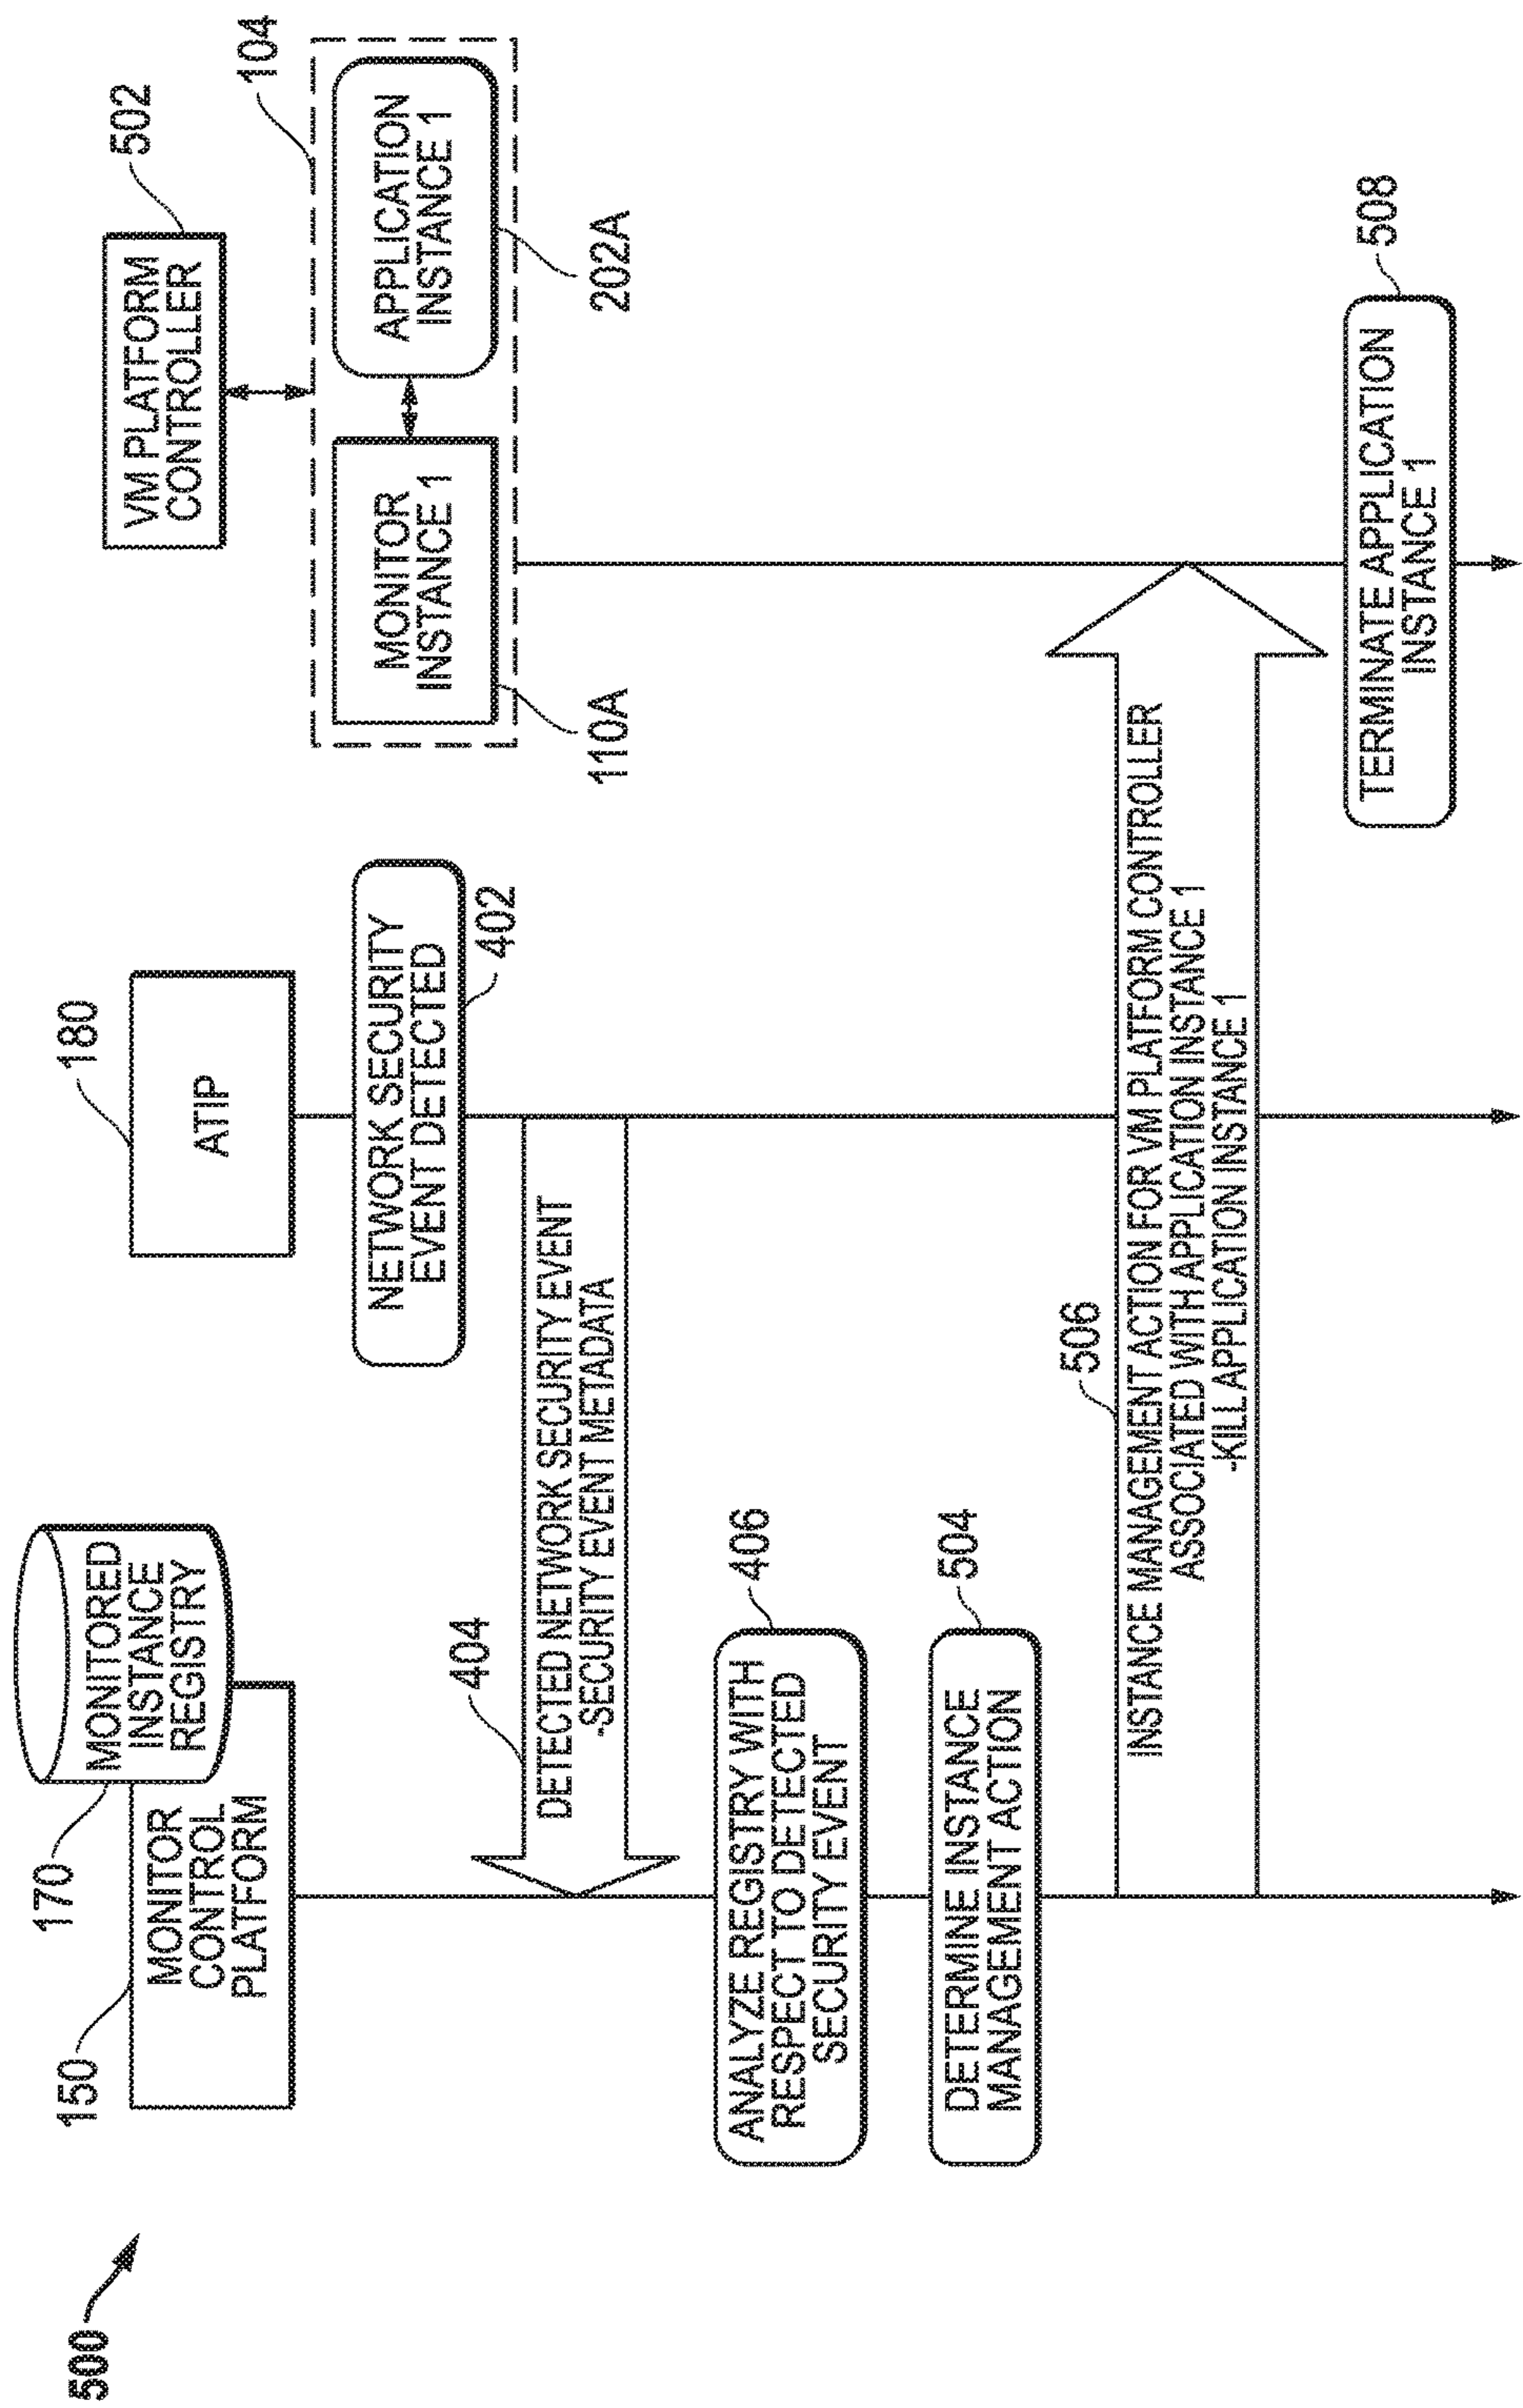 500
150
170
MONITORED
INSTANCE
REGISTRY
MONITOR
CONTROL
PLATFORM
180
ATIP
502
VM PLATFORM
CONTROLLER
104
MONITOR
INSTANCE 1
110A
APPLICATION
INSTANCE 1
202A
NETWORK SECURITY
EVENT DETECTED
402
404
DETECTED NETWORK SECURITY EVENT
-SECURITY EVENT METADATA
ANALYZE REGISTRY WITH
RESPECT TO DETECTED
SECURITY EVENT
406
DETERMINE INSTANCE
MANAGEMENT ACTION
504
506
INSTANCE MANAGEMENT ACTION FOR VM PLATFORM CONTROLLER
ASSOCIATED WITH APPLICATION INSTANCE 1
-KILL APPLICATION INSTANCE 1
TERMINATE APPLICATION
INSTANCE 1
508